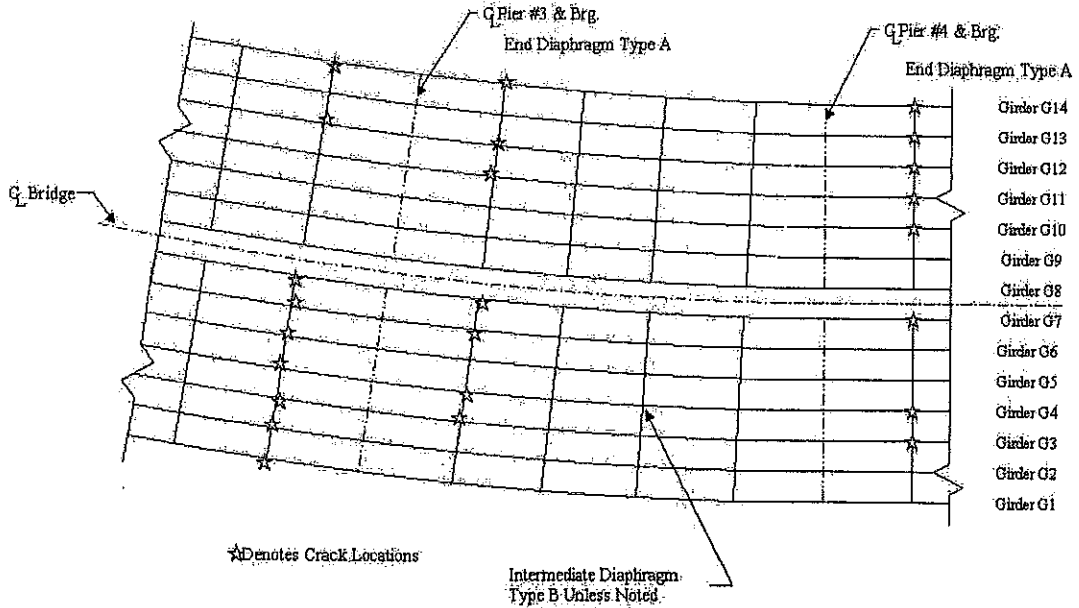 ℄ Pier #3 & Brg.
End Diaphragm Type A
℄ Pier #4 & Brg.
End Diaphragm Type A
Girder G14
Girder G13
Girder G12
Girder G11
Girder G10
Girder G9
Girder G8
Girder G7
Girder G6
Girder G5
Girder G4
Girder G3
Girder G2
Girder G1
℄ Bridge
☆Denotes Crack Locations
Intermediate Diaphragm
Type B Unless Noted